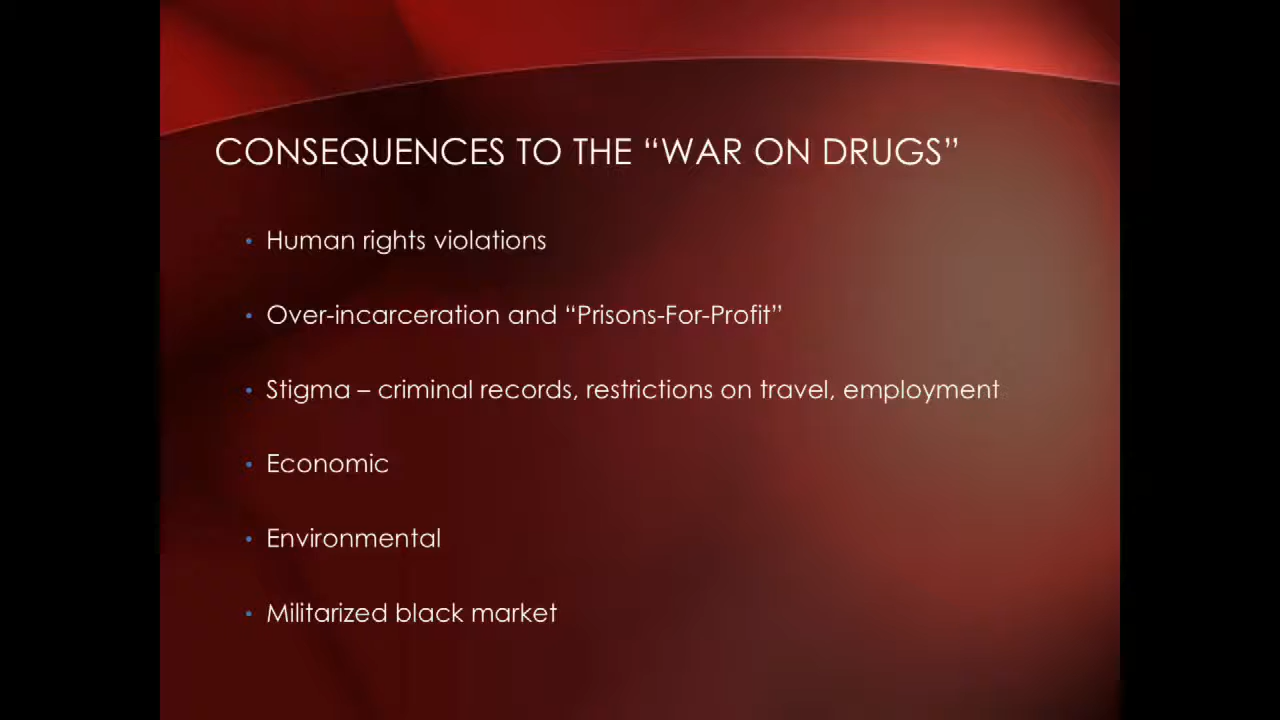 CONSEQUENCES TO THE “WAR ON DRUGS”
• Human rights violations
• Over-incarceration and “Prisons-For-Profit”
• Stigma – criminal records, restrictions on travel, employment
• Economic
• Environmental
• Militarized black market